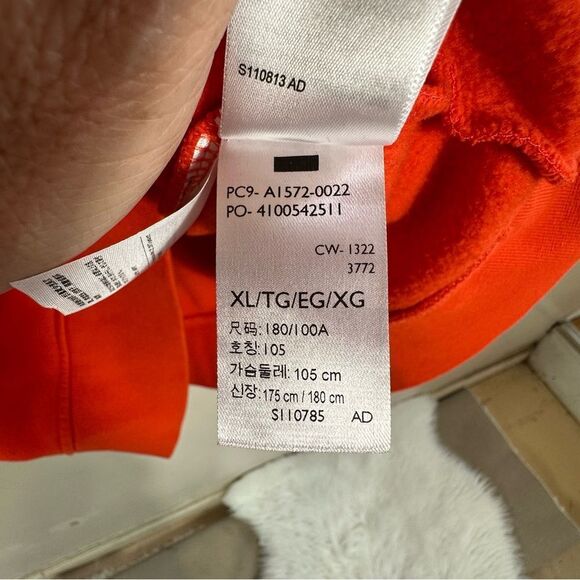 S110813 AD
PC9- A1572-0022
PO- 4100542511
CW- 1322
3772
XL/TG/EG/XG
尺码: 180/100A
호칭: 105
가슴둘레: 105 cm
신장: 175 cm / 180 cm
S110785 AD